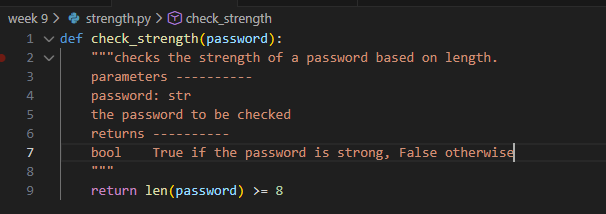 week 9 > strength.py > check_strength
1 def check_strength(password):
2 """checks the strength of a password based on length.
3 parameters ----------
4 password: str
5 the password to be checked
6 returns ----------
7 bool    True if the password is strong, False otherwise
8 """
9 return len(password) >= 8